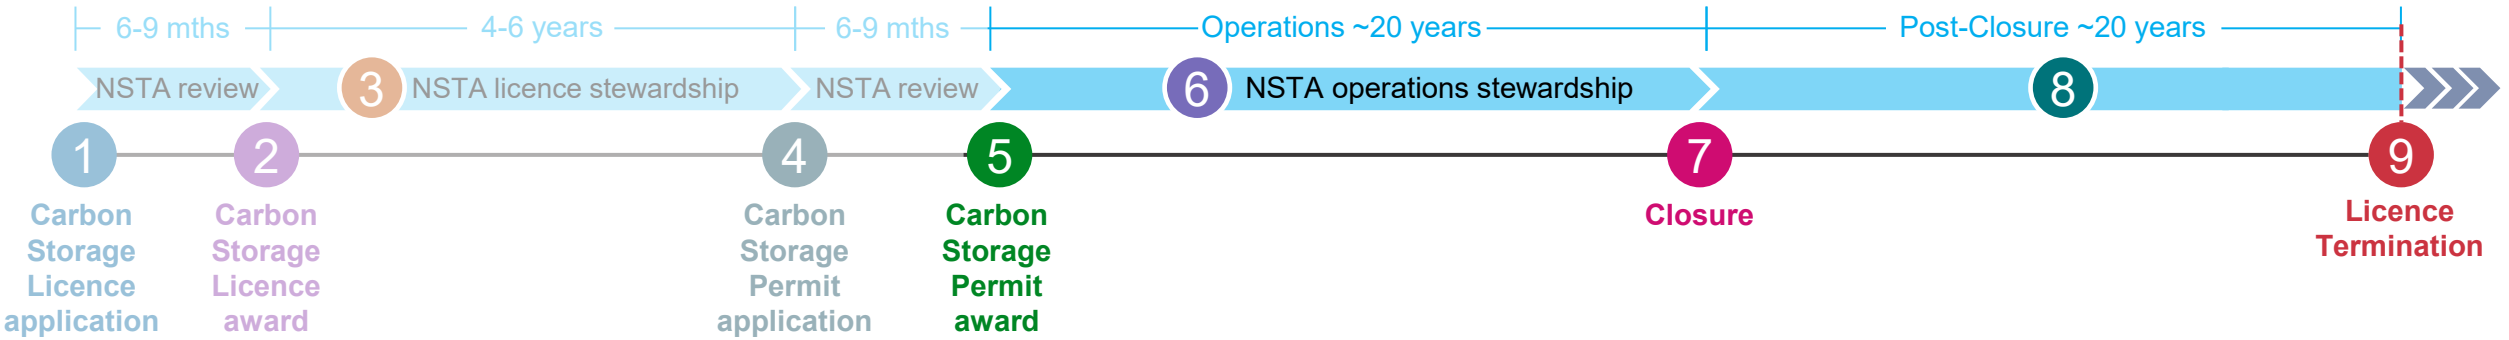 6-9 mths
4-6 years
6-9 mths
Operations ~20 years
Post-Closure ~20 years
NSTA review
3
NSTA licence stewardship
NSTA review
6
NSTA operations stewardship
8
1
2
4
5
7
9
Carbon
Storage
Licence
application
Carbon
Storage
Licence
award
Carbon
Storage
Permit
application
Carbon
Storage
Permit
award
Closure
Licence
Termination